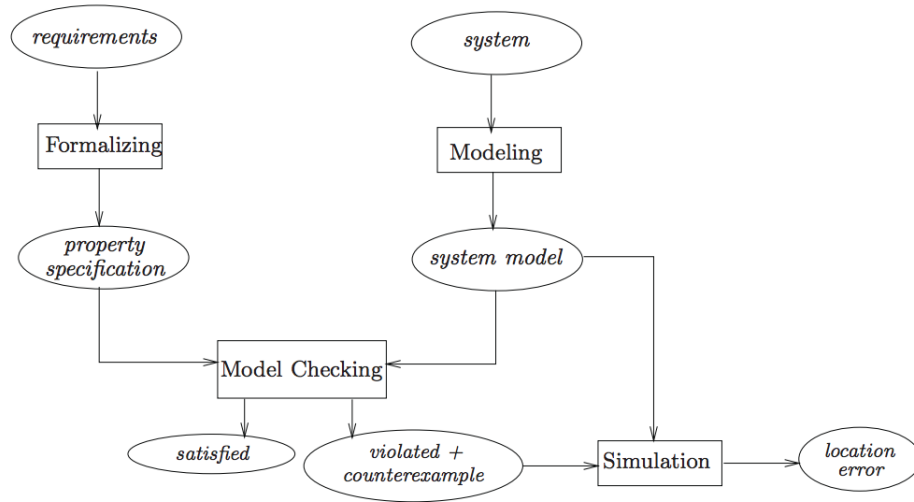 requirements
system
Formalizing
Modeling
property
specification
system model
Model Checking
satisfied
violated +
counterexample
Simulation
location
error